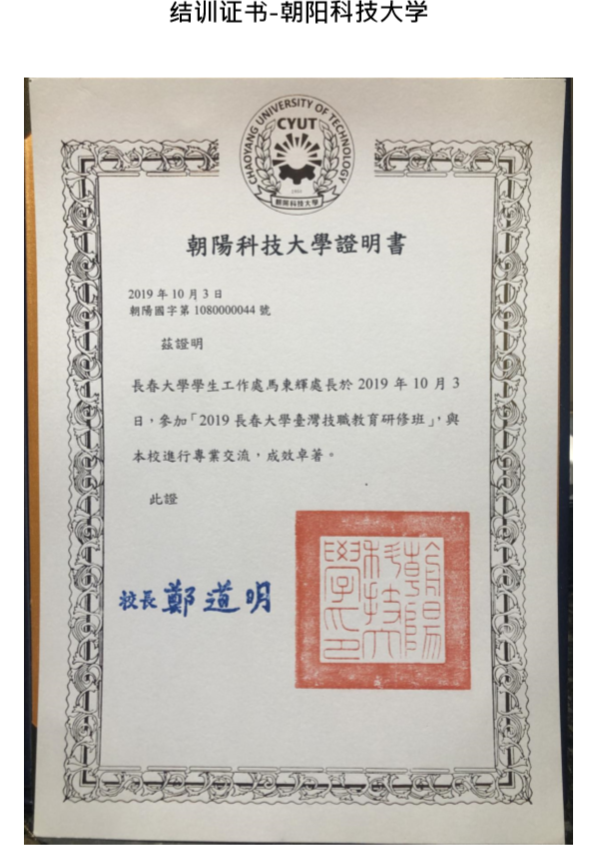 结训证书-朝阳科技大学
CHAOYANG UNIVERSITY OF TECHNOLOGY
CYUT
朝陽科技大學
朝陽科技大學證明書
2019 年 10 月 3 日
朝陽國字第 1080000044 號
茲證明
長春大學學生工作處馬東輝處長於 2019 年 10 月 3
日，參加「2019 長春大學臺灣技職教育研修班」，與
本校進行專業交流，成效卓著。
此證
校長 鄭道明
朝陽
科技大
學印